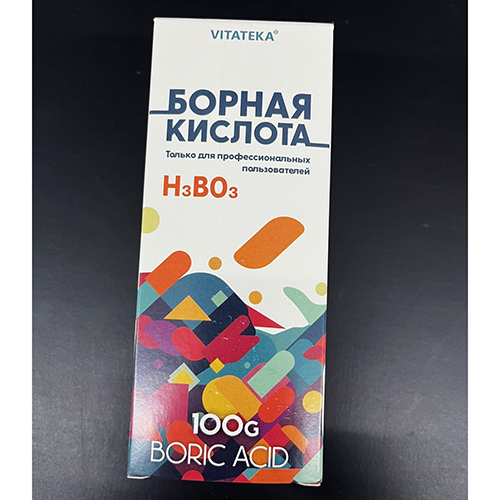 VITATEKA®
БОРНАЯ
КИСЛОТА
Только для профессиональных
пользователей
H₃BO₃
100G
BORIC ACID